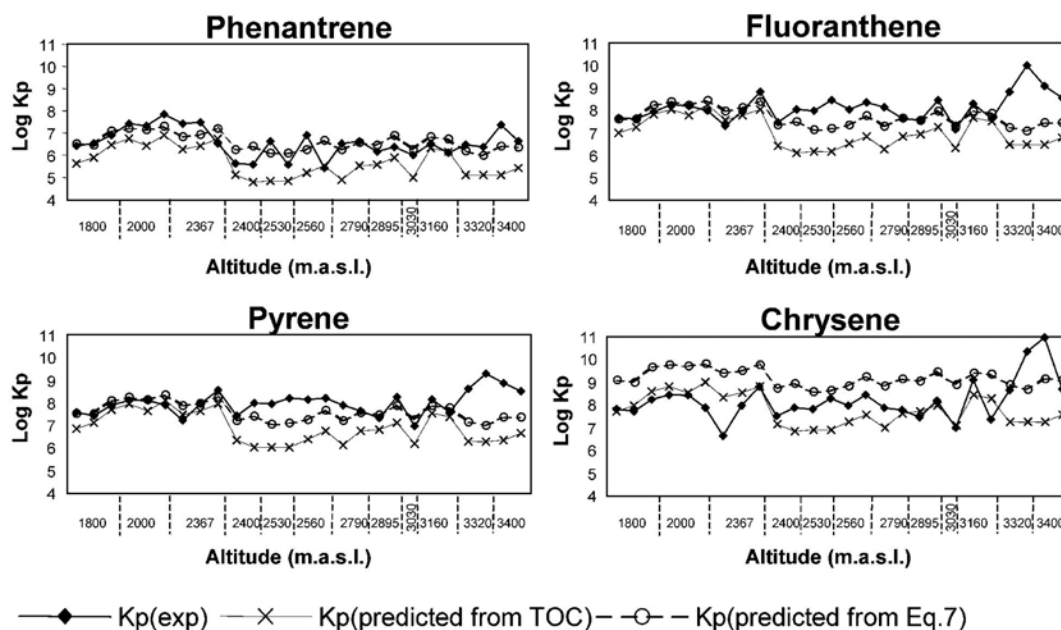 Phenantrene
Log Kp
11
10
9
8
7
6
5
4
1800 2000 2367 2400 2530 2560 2790 2895 3030 3160 3320 3400
Altitude (m.a.s.l.)
Fluoranthene
Log Kp
11
10
9
8
7
6
5
4
1800 2000 2367 2400 2530 2560 2790 2895 3030 3160 3320 3400
Altitude (m.a.s.l.)
Pyrene
Log Kp
11
10
9
8
7
6
5
4
1800 2000 2367 2400 2530 2560 2790 2895 3030 3160 3320 3400
Altitude (m.a.s.l.)
Chrysene
Log Kp
11
10
9
8
7
6
5
4
1800 2000 2367 2400 2530 2560 2790 2895 3030 3160 3320 3400
Altitude (m.a.s.l.)
Kp(exp) Kp(predicted from TOC) Kp(predicted from Eq.7)